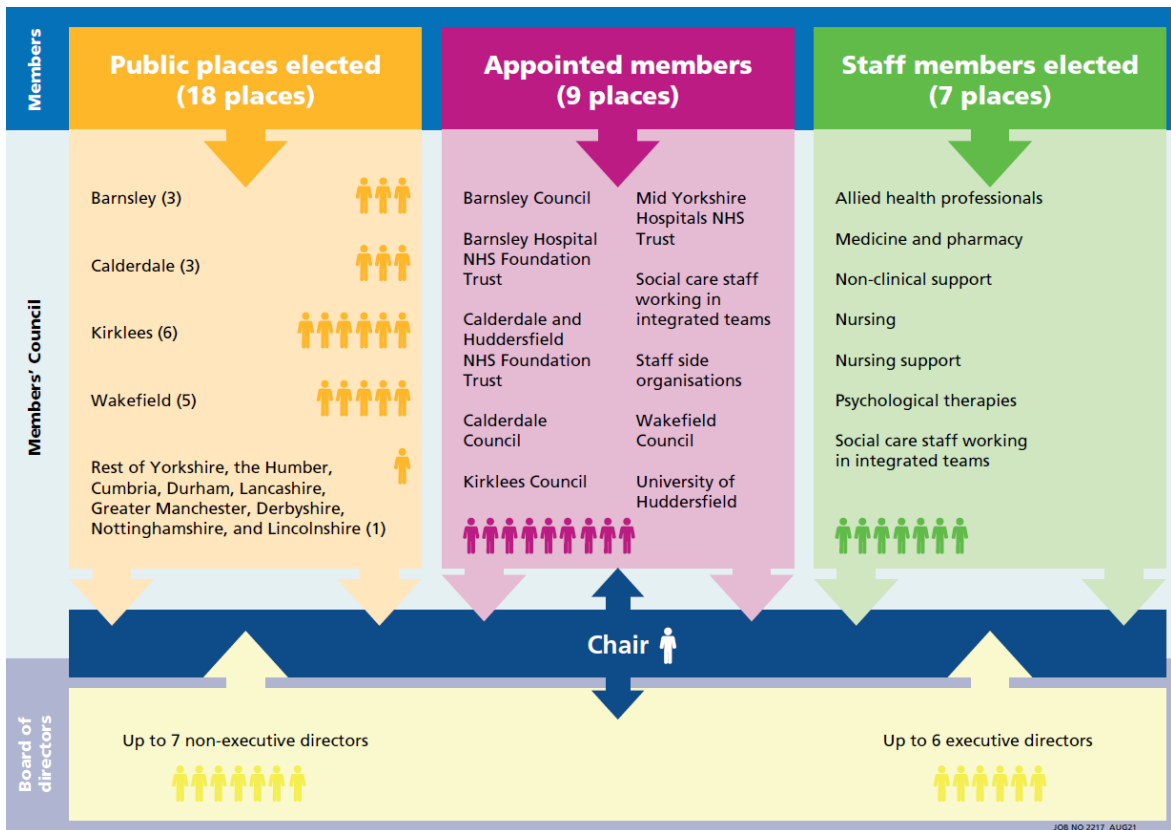 Members
Public places elected
(18 places)
Appointed members
(9 places)
Staff members elected
(7 places)
Members’ Council
Barnsley (3)
Calderdale (3)
Kirklees (6)
Wakefield (5)
Rest of Yorkshire, the Humber,
Cumbria, Durham, Lancashire,
Greater Manchester, Derbyshire,
Nottinghamshire, and Lincolnshire (1)
Barnsley Council
Barnsley Hospital
NHS Foundation
Trust
Calderdale and
Huddersfield
NHS Foundation
Trust
Calderdale
Council
Kirklees Council
Mid Yorkshire
Hospitals NHS
Trust
Social care staff
working in
integrated teams
Staff side
organisations
Wakefield
Council
University of
Huddersfield
Allied health professionals
Medicine and pharmacy
Non-clinical support
Nursing
Nursing support
Psychological therapies
Social care staff working
in integrated teams
Chair
Board of
directors
Up to 7 non-executive directors
Up to 6 executive directors
JOB NO 2217 AUG21